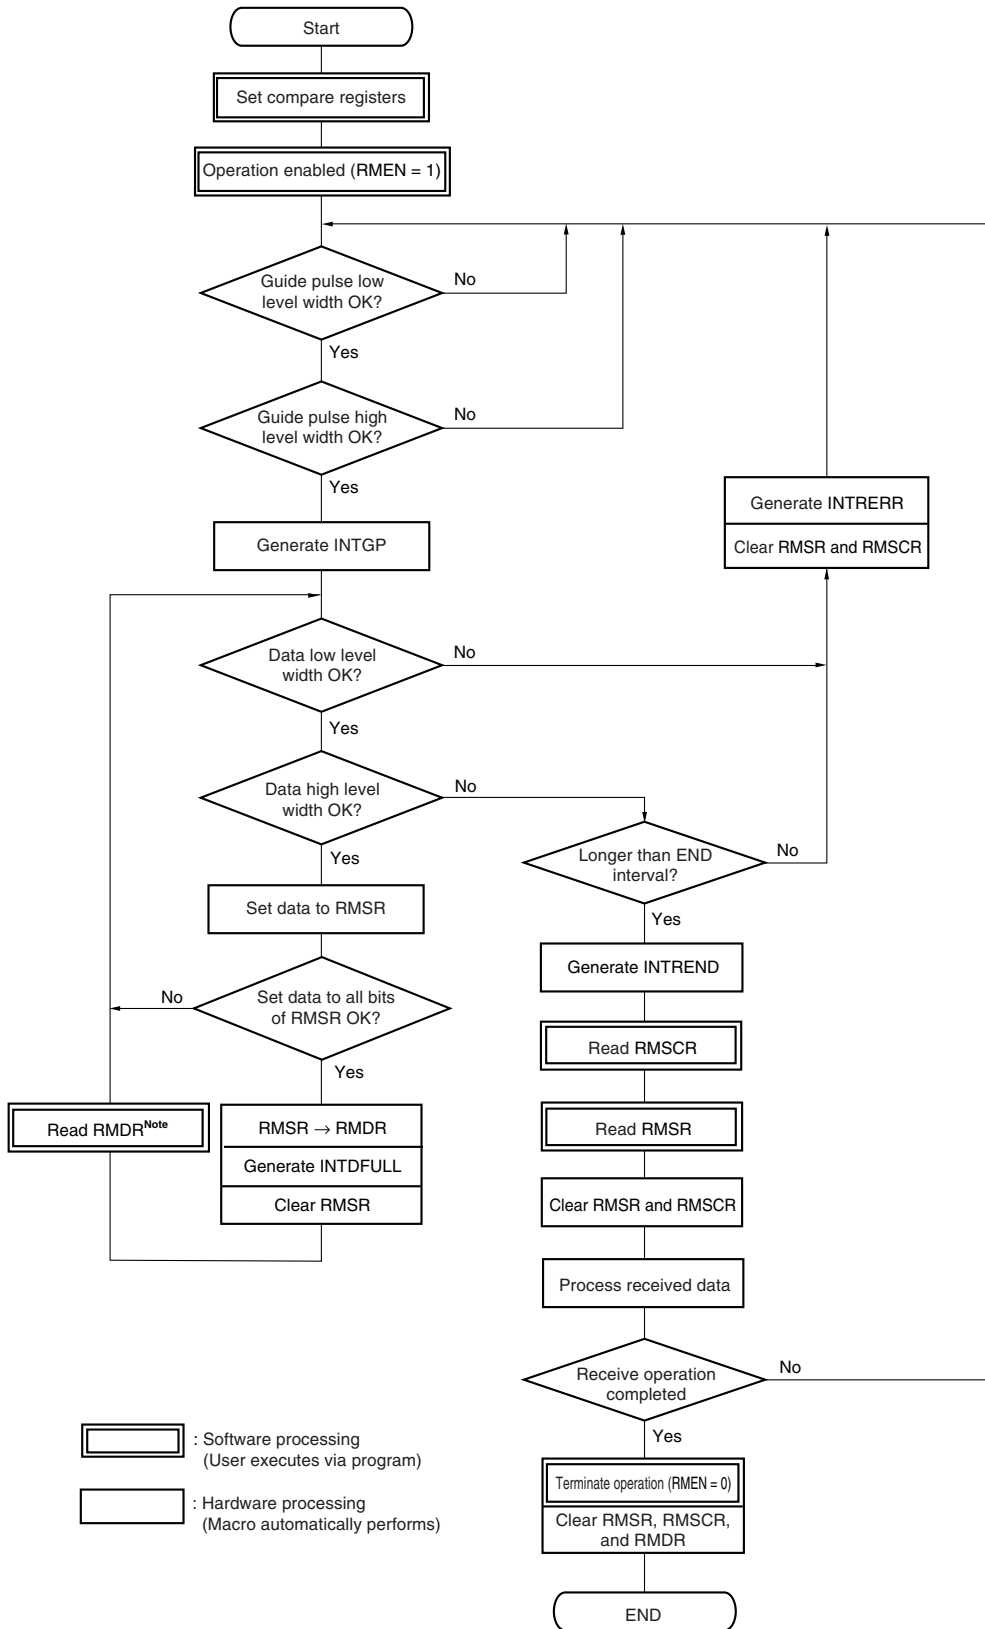 Start
Set compare registers
Operation enabled (RMEN = 1)
Guide pulse low
level width OK?
No
Yes
Guide pulse high
level width OK?
No
Yes
Generate INTGP
Generate INTRERR
Clear RMSR and RMSCR
Data low level
width OK?
No
Yes
Data high level
width OK?
No
Yes
Longer than END
interval?
No
Yes
Set data to RMSR
Set data to all bits
of RMSR OK?
No
Yes
Generate INTREND
Read RMSCR
Read RMDRNote
RMSR → RMDR
Generate INTDFULL
Clear RMSR
Read RMSR
Clear RMSR and RMSCR
Process received data
Receive operation
completed
No
Yes
Terminate operation (RMEN = 0)
Clear RMSR, RMSCR,
and RMDR
END
: Software processing
(User executes via program)
: Hardware processing
(Macro automatically performs)